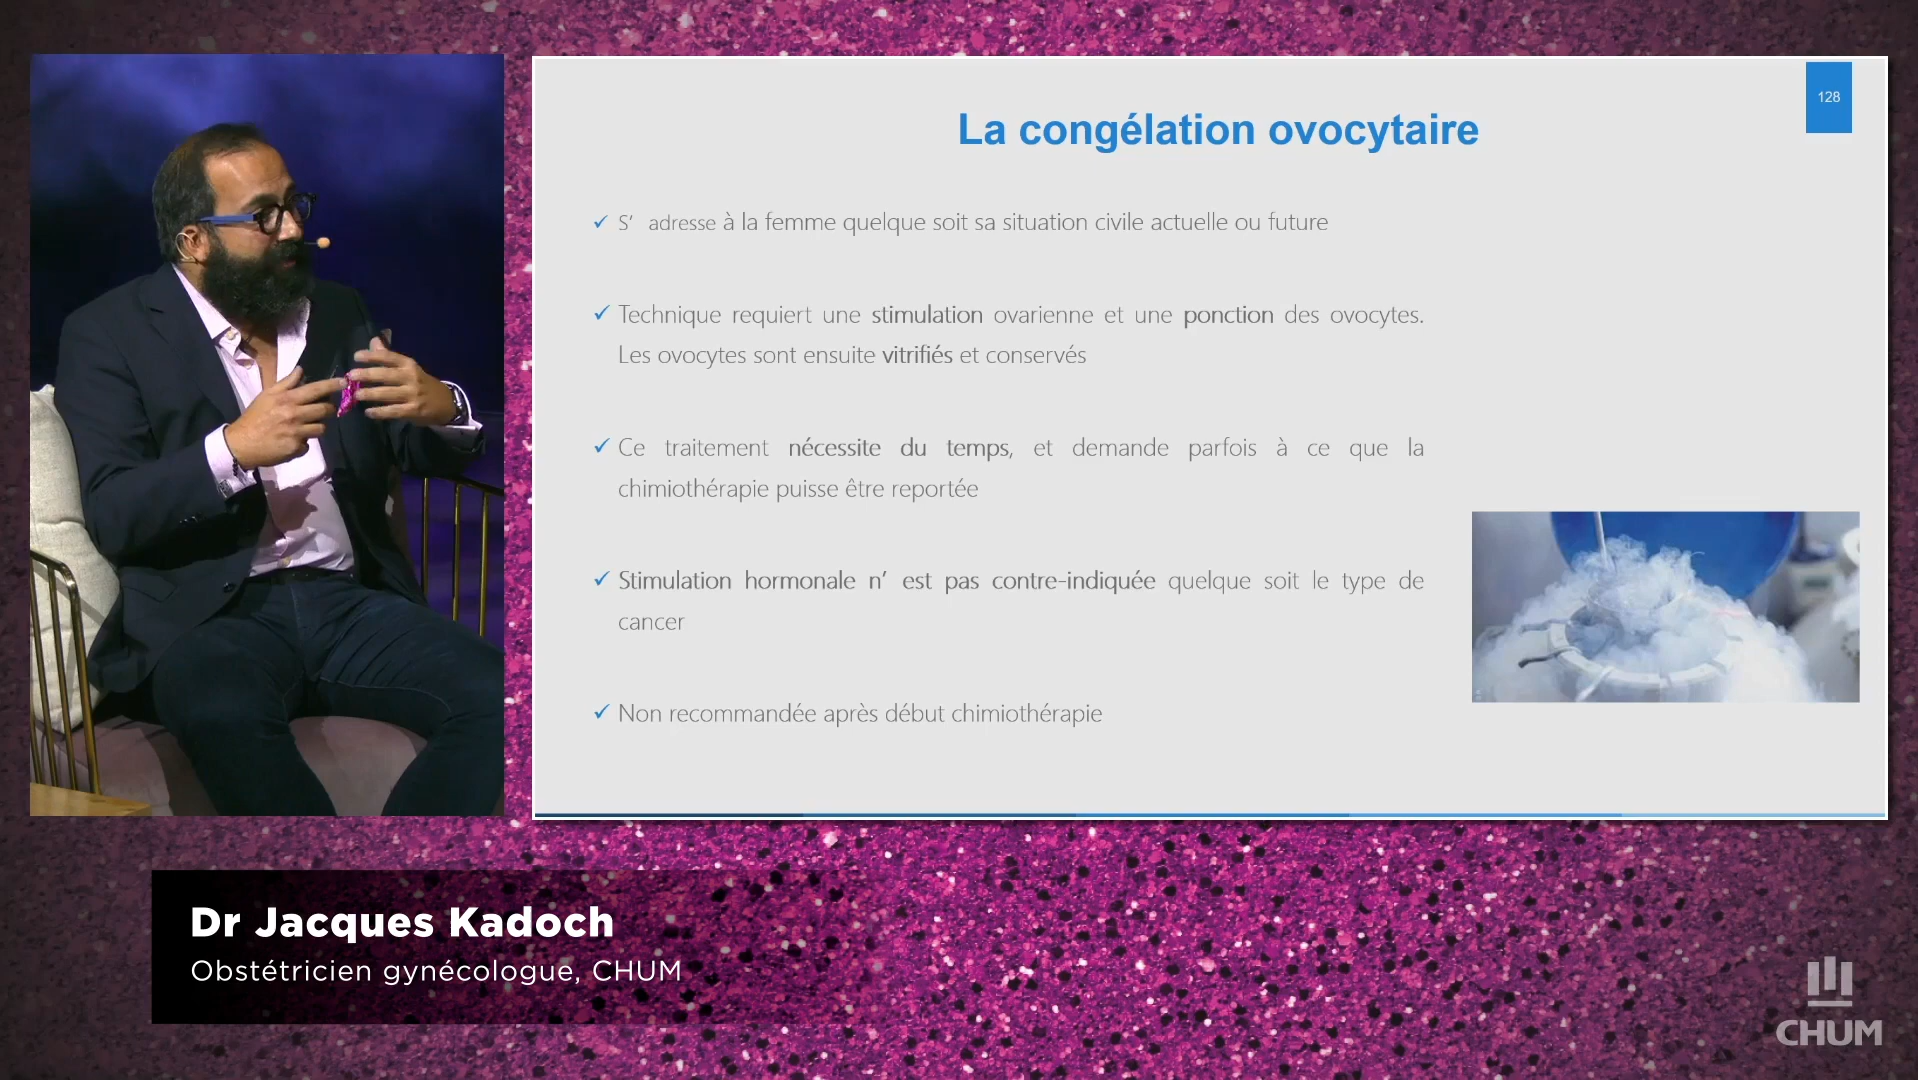 128
La congélation ovocytaire
✓ S’ adresse à la femme quelque soit sa situation civile actuelle ou future
✓ Technique requiert une stimulation ovarienne et une ponction des ovocytes.
Les ovocytes sont ensuite vitrifiés et conservés
✓ Ce traitement nécessite du temps, et demande parfois à ce que la
chimiothérapie puisse être reportée
✓ Stimulation hormonale n’ est pas contre-indiquée quelque soit le type de
cancer
✓ Non recommandée après début chimiothérapie
Dr Jacques Kadoch
Obstétricien gynécologue, CHUM
CHUM